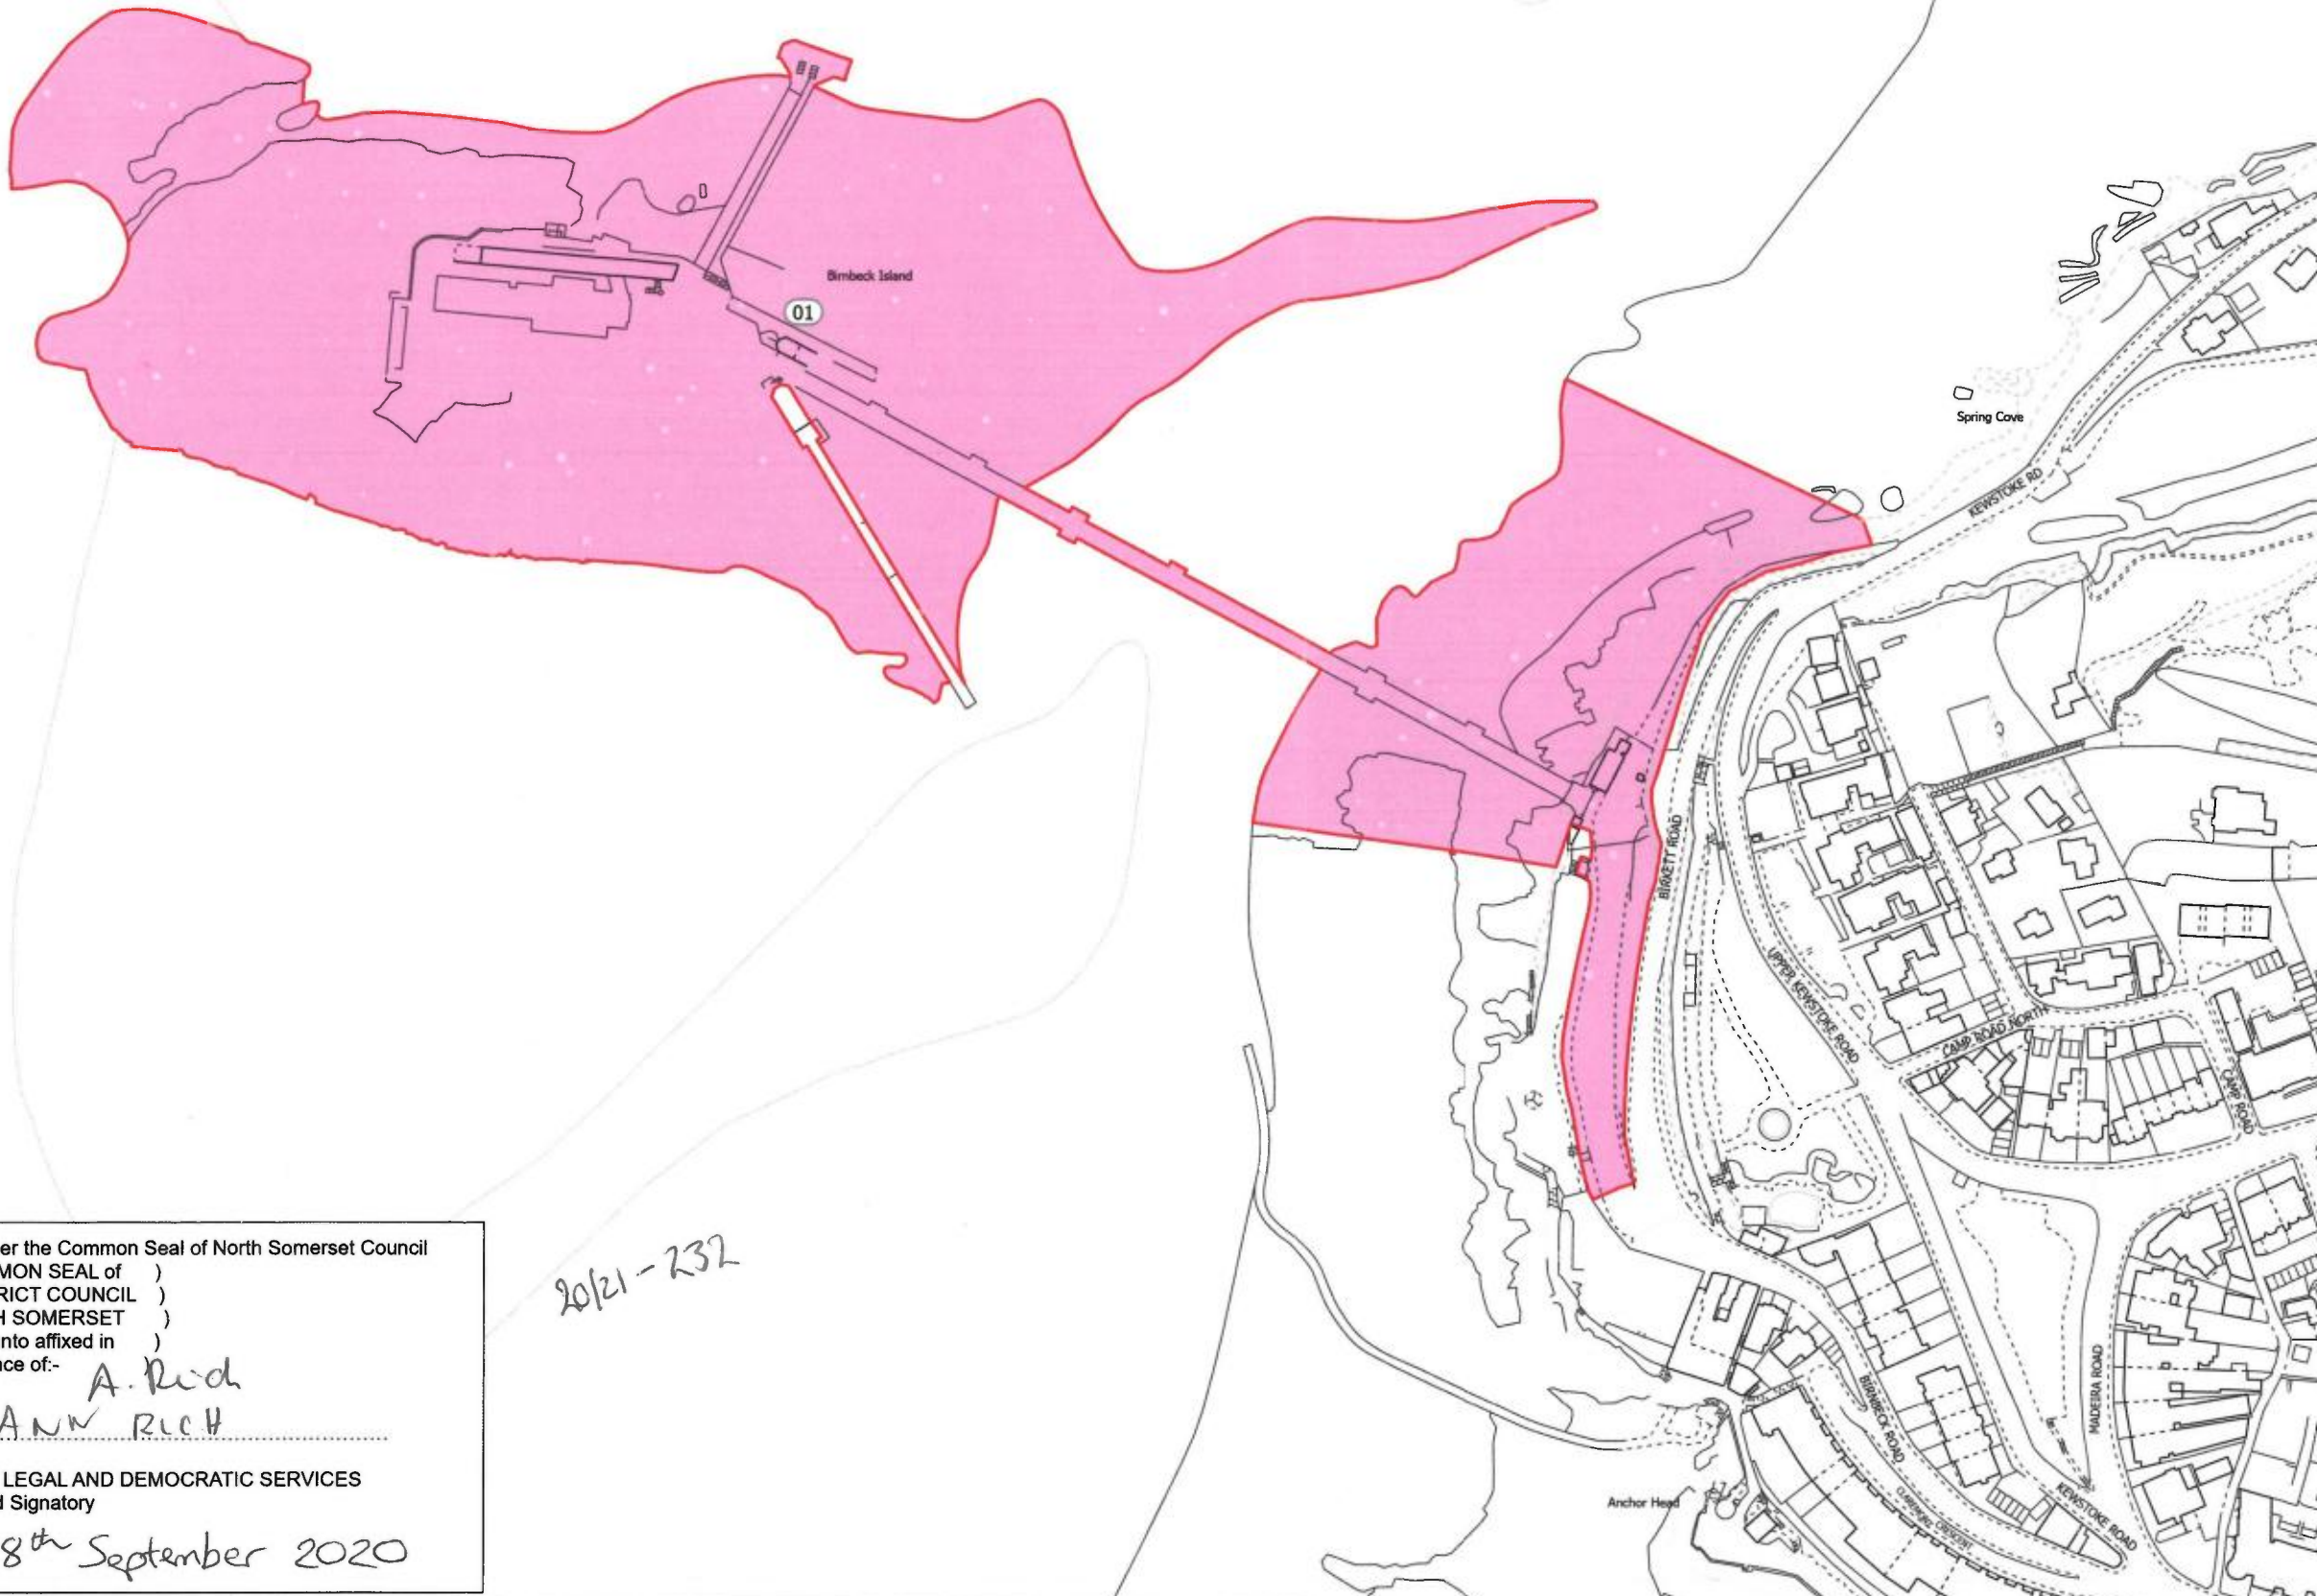 Birnbeck Island
01
Spring Cove
KEWSTOKE RD
BIRKETT ROAD
UPPER KEWSTOKE ROAD
CAMP ROAD NORTH
CAMP ROAD
MADEIRA ROAD
BIRNBECK ROAD
KEWSTOKE ROAD
CLAREMONT CRESCENT
Anchor Head
er the Common Seal of North Somerset Council
MON SEAL of )
RICT COUNCIL )
H SOMERSET )
nto affixed in )
ce of:- )
A. Rich
ANN RICH
LEGAL AND DEMOCRATIC SERVICES
d Signatory
8th September 2020
20/21-232